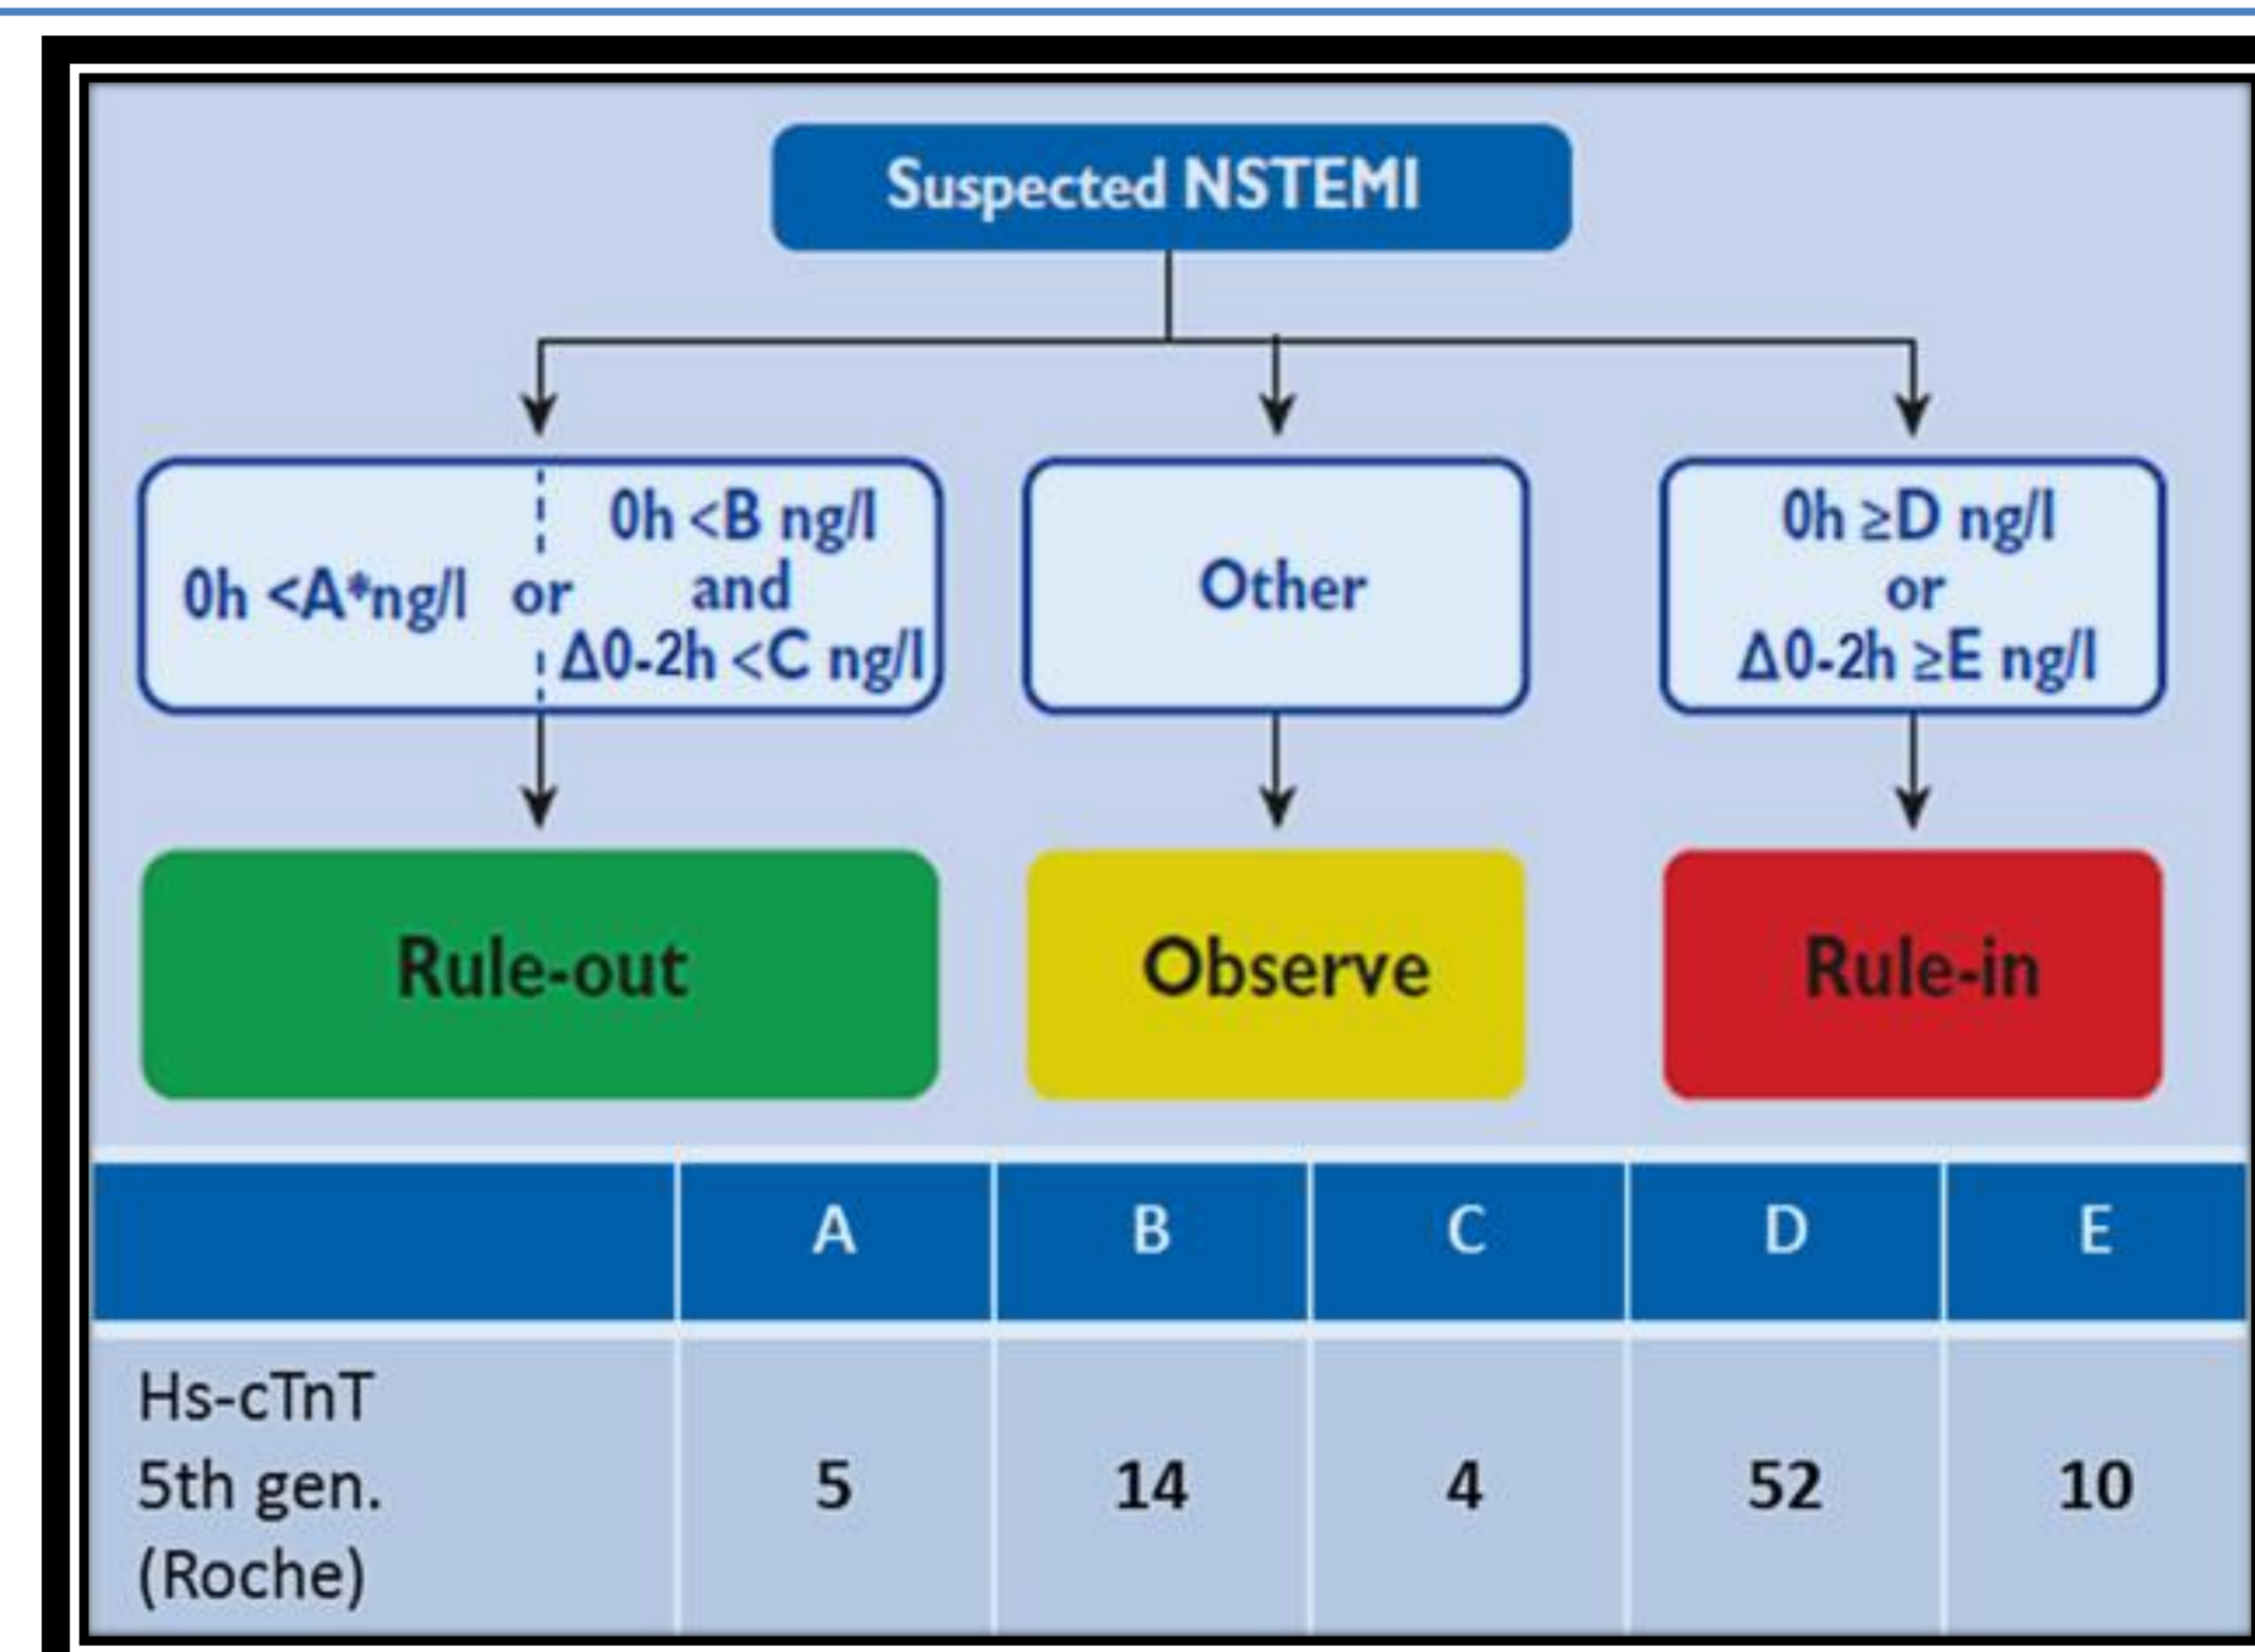 Suspected NSTEMI
0h <A*ng/l or
0h <B ng/l
and
Δ0-2h <C ng/l
Other
0h ≥D ng/l
or
Δ0-2h ≥E ng/l
Rule-out
Observe
Rule-in
A B C D E
Hs-cTnT
5th gen. 5 14 4 52 10
(Roche)